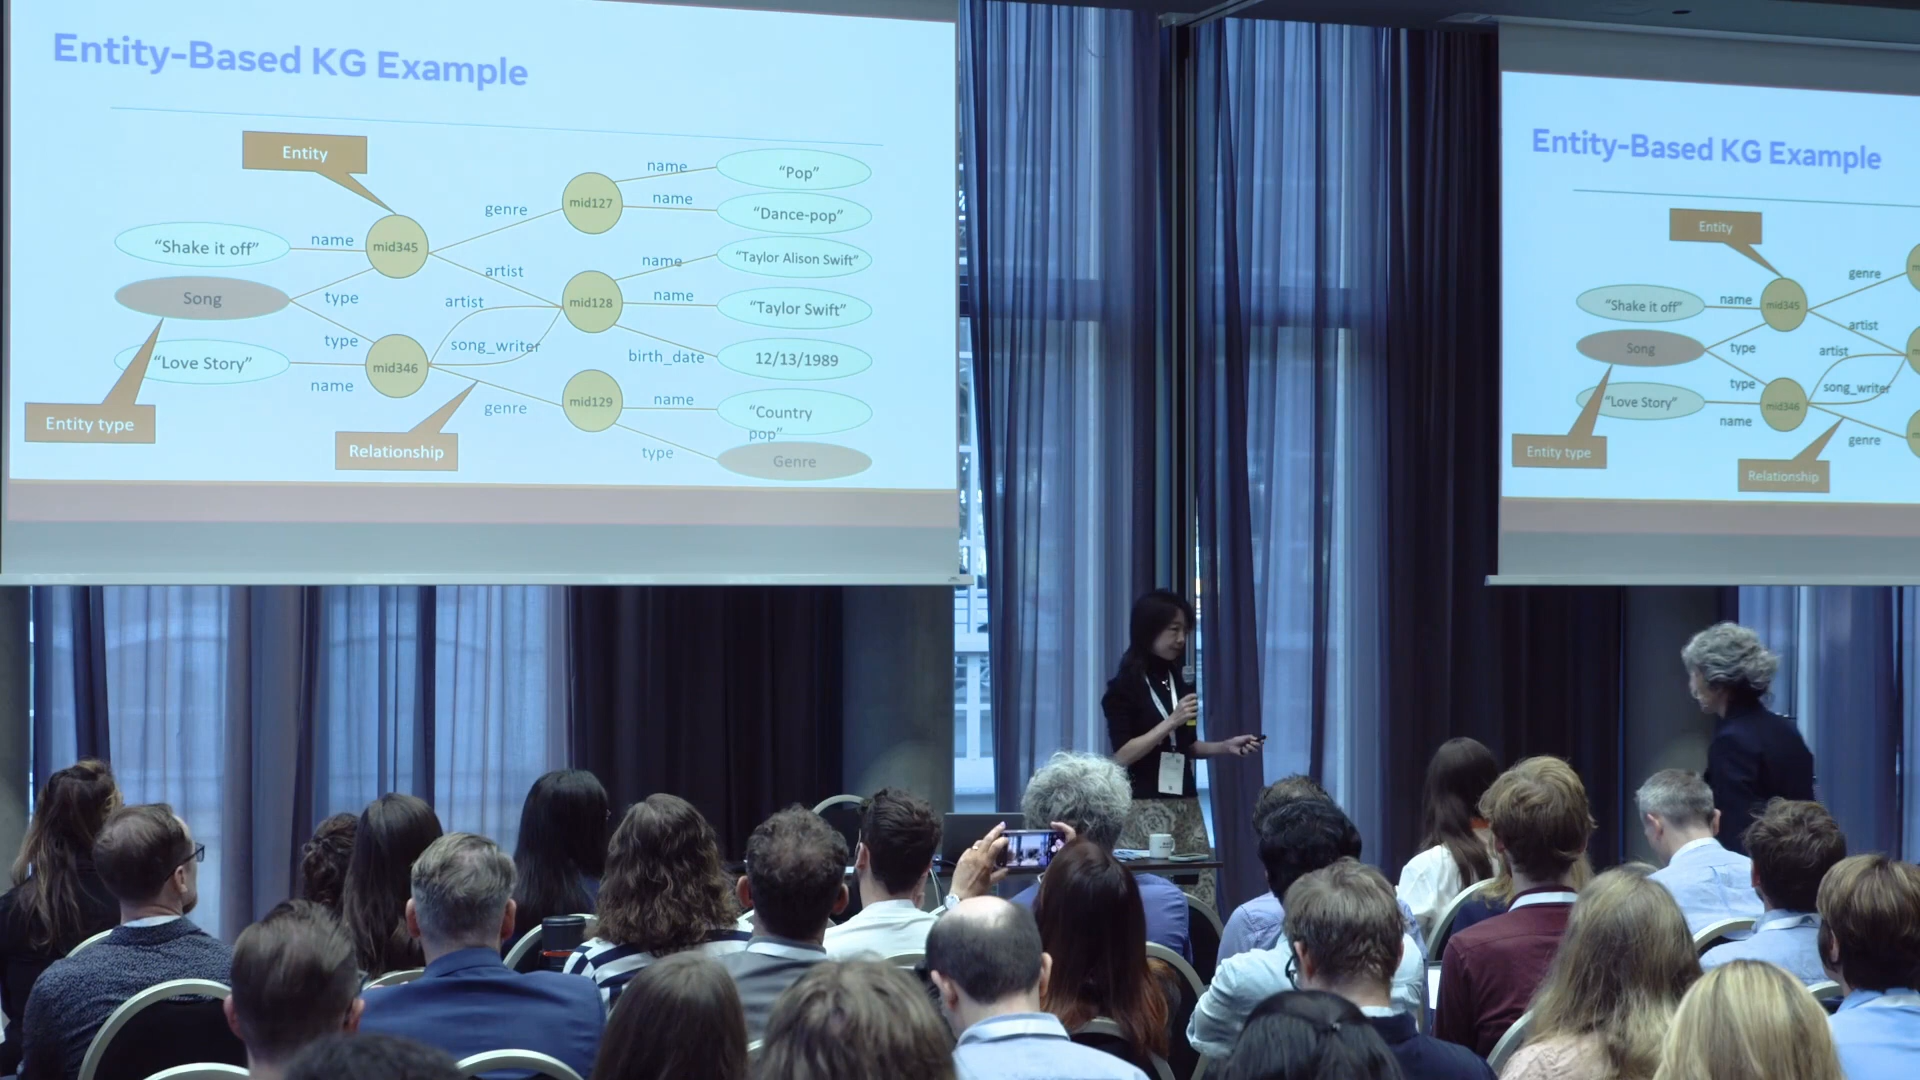 Entity-Based KG Example
Entity
"Pop"
name
mid127
name
genre
"Dance-pop"
"Shake it off"
name
mid345
name
"Taylor Alison Swift"
artist
Song
type
artist
mid128
name
"Taylor Swift"
type
song_writer
birth_date
12/13/1989
"Love Story"
mid346
name
genre
mid129
name
"Country
pop"
Entity type
Relationship
type
Genre
Entity-Based KG Example
Entity
genre
"Shake it off"
name
mid345
artist
Song
type
artist
type
song_writer
"Love Story"
mid346
name
genre
Entity type
Relationship